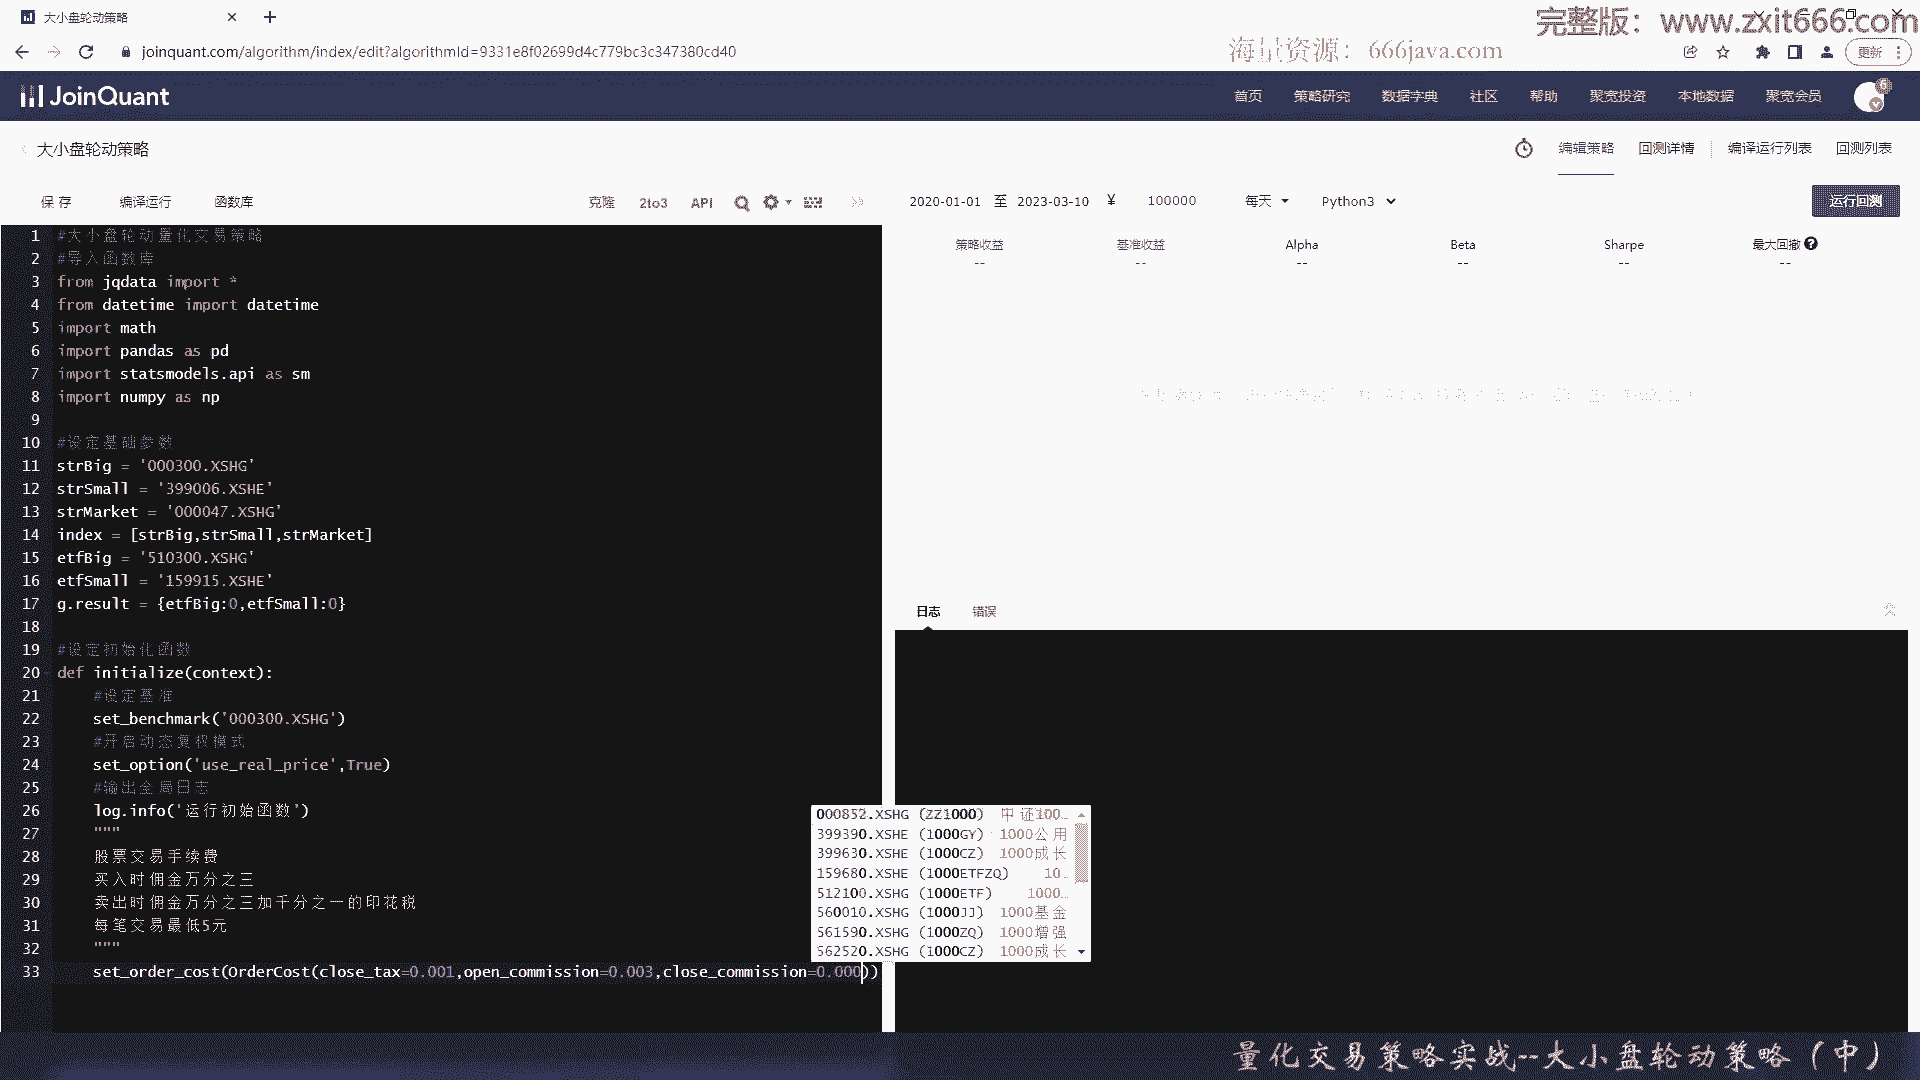 大小盘轮动策略
完整版：www.zxit666.com
joinquant.com/algorithm/index/edit?algorithmId=9331e8f02699d4c779bc3c347380cd40
海量资源：666java.com
更新
JoinQuant
首页 策略研究 数据字典 社区 帮助 聚宽投资 本地数据 聚宽会员
6
大小盘轮动策略
编辑策略 回测详情 编译运行列表 回测列表
保存 编译运行 函数库 克隆 2to3 API
2020-01-01 至 2023-03-10 ¥ 100000 每天 Python3 运行回测
策略收益 基准收益 Alpha Beta Sharpe 最大回撤
-- -- -- -- -- --
1 #大小盘轮动量化交易策略
2 #导入函数库
3 from jqdata import *
4 from datetime import datetime
5 import math
6 import pandas as pd
7 import statsmodels.api as sm
8 import numpy as np
9
10 #设定基础参数
11 strBig = '000300.XSHG'
12 strSmall = '399006.XSHE'
13 strMarket = '000047.XSHG'
14 index = [strBig,strSmall,strMarket]
15 etfBig = '510300.XSHG'
16 etfSmall = '159915.XSHE'
17 g.result = {etfBig:0,etfSmall:0}
18
19 #设定初始化函数
20 def initialize(context):
21 #设定基准
22 set_benchmark('000300.XSHG')
23 #开启动态复权模式
24 set_option('use_real_price',True)
25 #输出全局日志
26 log.info('运行初始函数')
27 """
28 股票交易手续费
29 买入时佣金万分之三
30 卖出时佣金万分之三加千分之一的印花税
31 每笔交易最低5元
32 """
33 set_order_cost(OrderCost(close_tax=0.001,open_commission=0.003,close_commission=0.000))
日志 错误
000852.XSHG (ZZ1000) 中证100...
399390.XSHE (1000GY) 1000公用
399630.XSHE (1000CZ) 1000成长
159680.XSHE (1000ETFZQ) 10...
512100.XSHG (1000ETF) 1000...
560010.XSHG (1000JJ) 1000基金
561590.XSHG (1000ZQ) 1000增强
562520.XSHG (1000CZ) 1000成长
量化交易策略实战--大小盘轮动策略（中）